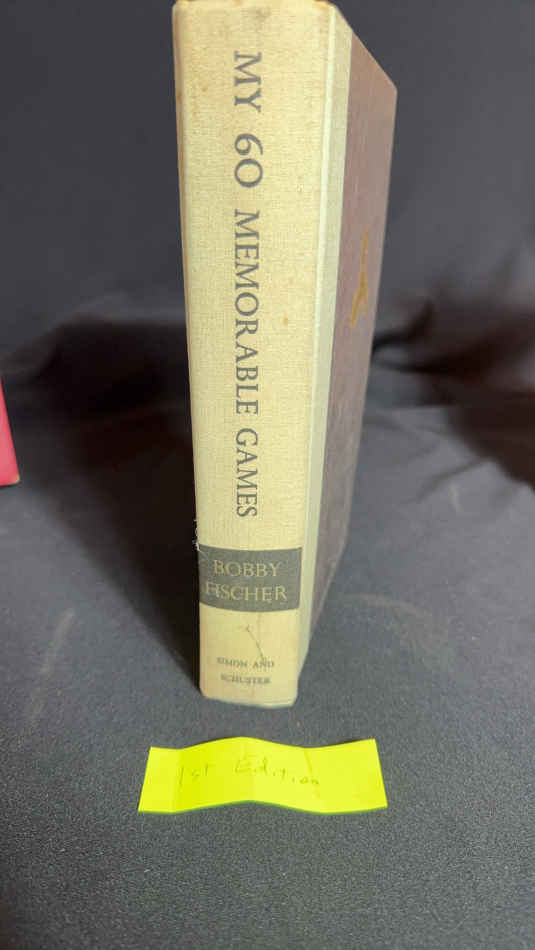 MY 60 MEMORABLE GAMES
BOBBY
FISCHER
SIMON AND
SCHUSTER
1st Edition